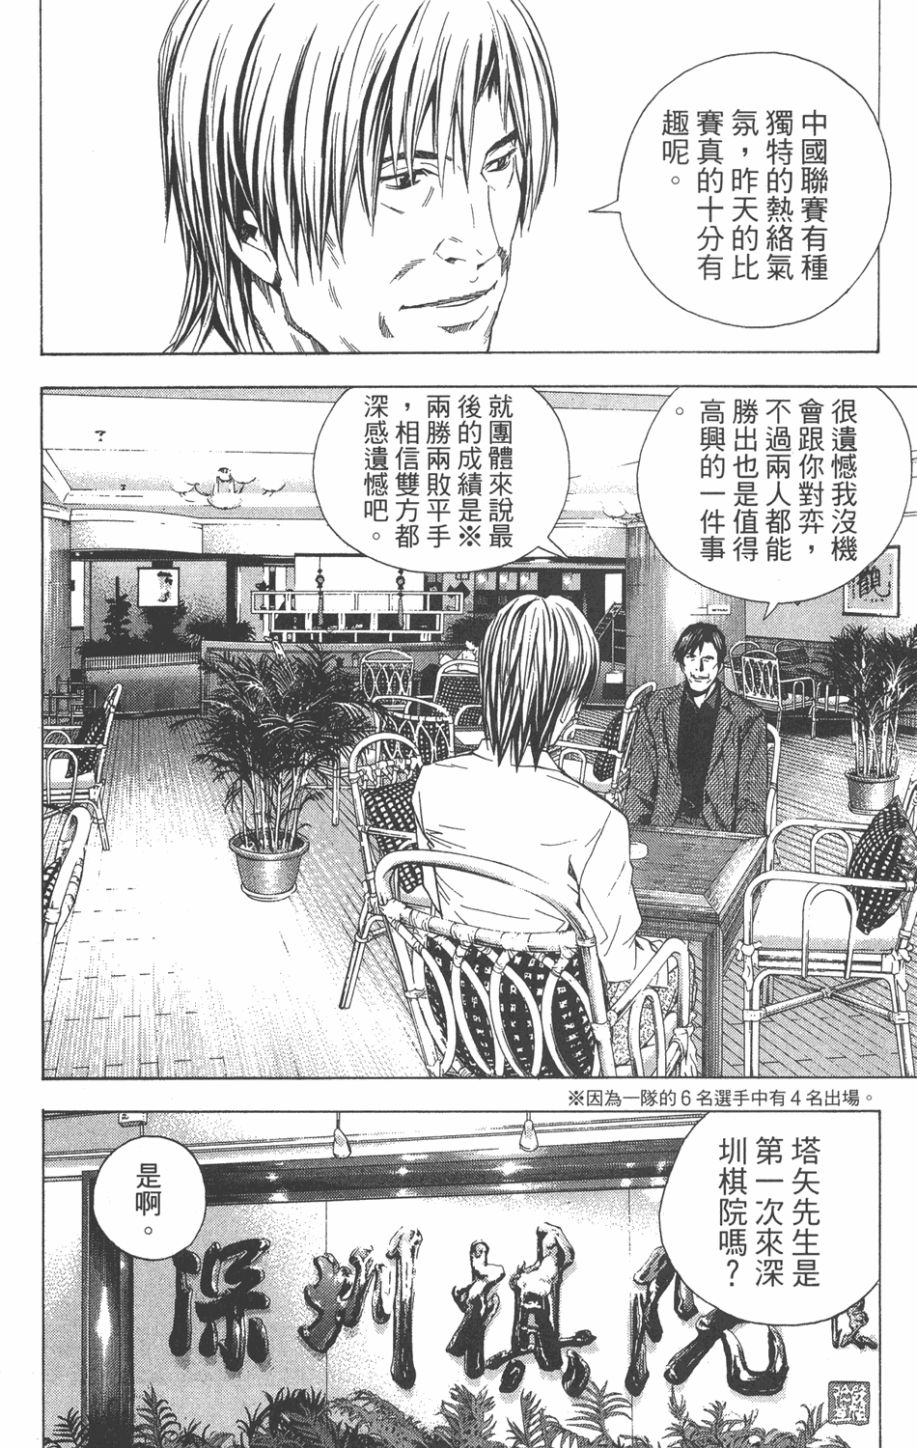 中國聯賽有種
獨特的熱絡氣
氛，昨天的比
賽真的十分有
趣呢。
很遺憾我沒機
會跟你對弈，
不過兩人都能
勝出也是值得
高興的一件事
。
就團體來說最
後的成績是※
兩勝兩敗平手
，相信雙方都
深感遺憾吧。
觀
※因為一隊的6名選手中有4名出場。
塔矢先生是
第一次來深
圳棋院嗎？
是啊。
深圳棋院